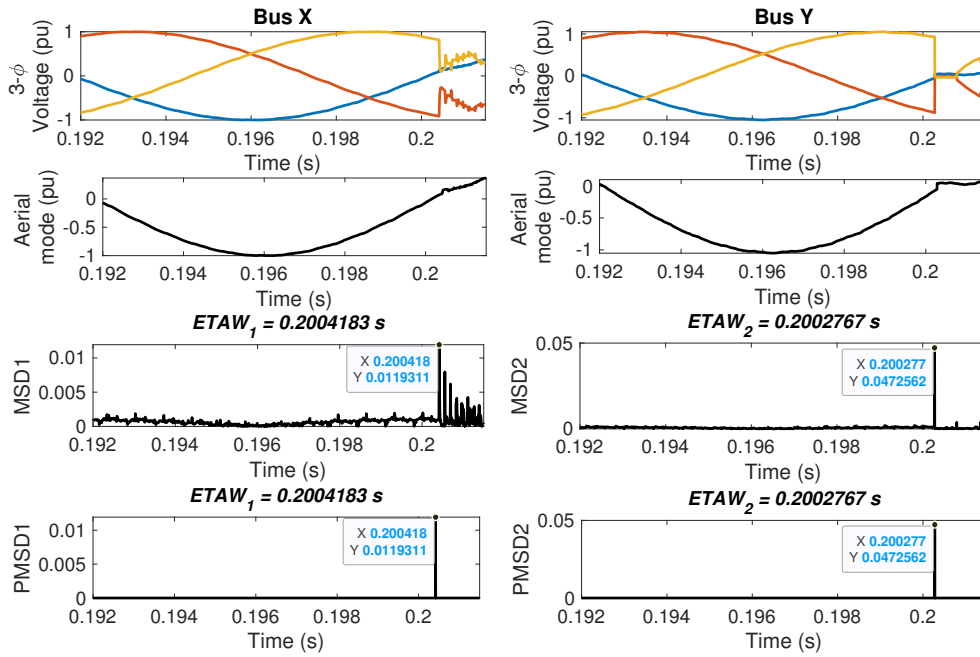 Bus X
3-ϕ
Voltage (pu)
1
0
-1
0.192
0.194
0.196
0.198
0.2
Time (s)
Aerial
mode (pu)
0
-0.5
-1
0.192
0.194
0.196
0.198
0.2
Time (s)
ETAW1 = 0.2004183 s
MSD1
0.01
0.005
0
X 0.200418
Y 0.0119311
0.192
0.194
0.196
0.198
0.2
Time (s)
ETAW1 = 0.2004183 s
PMSD1
0.01
0.005
0
X 0.200418
Y 0.0119311
0.192
0.194
0.196
0.198
0.2
Time (s)
Bus Y
3-ϕ
Voltage (pu)
1
0
-1
0.192
0.194
0.196
0.198
0.2
Time (s)
Aerial
mode (pu)
0
-0.5
-1
0.192
0.194
0.196
0.198
0.2
Time (s)
ETAW2 = 0.2002767 s
MSD2
0.05
0
X 0.200277
Y 0.0472562
0.192
0.194
0.196
0.198
0.2
Time (s)
ETAW2 = 0.2002767 s
PMSD2
0.05
0
X 0.200277
Y 0.0472562
0.192
0.194
0.196
0.198
0.2
Time (s)